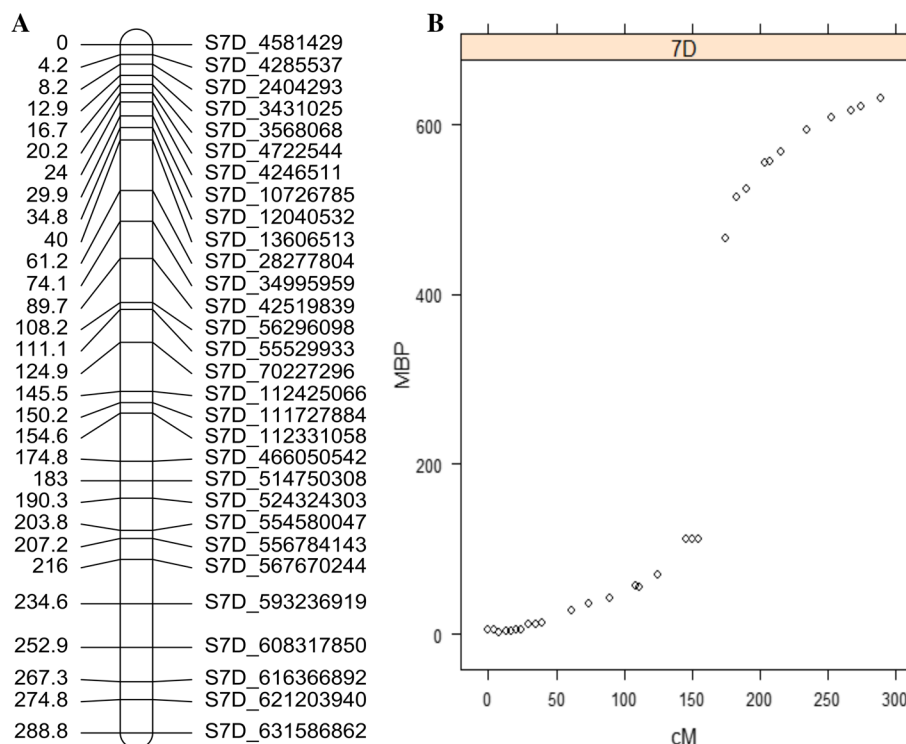 A
0 S7D_4581429
4.2 S7D_4285537
8.2 S7D_2404293
12.9 S7D_3431025
16.7 S7D_3568068
20.2 S7D_4722544
24 S7D_4246511
29.9 S7D_10726785
34.8 S7D_12040532
40 S7D_13606513
61.2 S7D_28277804
74.1 S7D_34995959
89.7 S7D_42519839
108.2 S7D_56296098
111.1 S7D_55529933
124.9 S7D_70227296
145.5 S7D_112425066
150.2 S7D_111727884
154.6 S7D_112331058
174.8 S7D_466050542
183 S7D_514750308
190.3 S7D_524324303
203.8 S7D_554580047
207.2 S7D_556784143
216 S7D_567670244
234.6 S7D_593236919
252.9 S7D_608317850
267.3 S7D_616366892
274.8 S7D_621203940
288.8 S7D_631586862
B
7D
600
400
200
0
MBP
0 50 100 150 200 250 300
cM